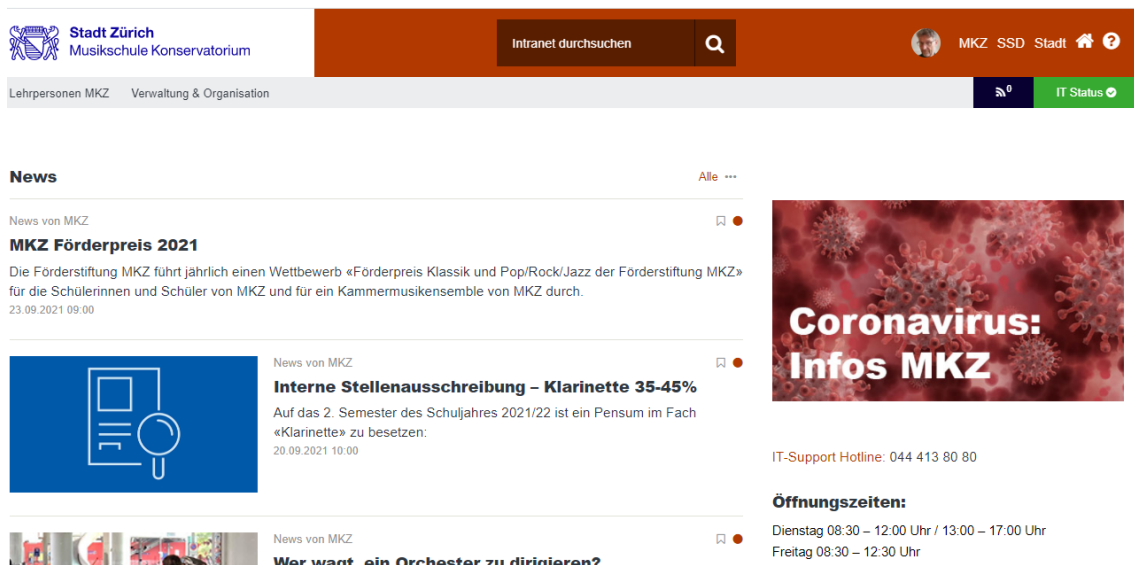 Stadt Zürich
Musikschule Konservatorium
Intranet durchsuchen
MKZ SSD Stadt
Lehrpersonen MKZ Verwaltung & Organisation
0
IT Status
News
Alle ···
News von MKZ
MKZ Förderpreis 2021
Die Förderstiftung MKZ führt jährlich einen Wettbewerb «Förderpreis Klassik und Pop/Rock/Jazz der Förderstiftung MKZ»
für die Schülerinnen und Schüler von MKZ und für ein Kammermusikensemble von MKZ durch.
23.09.2021 09:00
News von MKZ
Interne Stellenausschreibung – Klarinette 35-45%
Auf das 2. Semester des Schuljahres 2021/22 ist ein Pensum im Fach
«Klarinette» zu besetzen:
20.09.2021 10:00
News von MKZ
Wer wagt, ein Orchester zu dirigieren?
Coronavirus:
Infos MKZ
IT-Support Hotline: 044 413 80 80
Öffnungszeiten:
Dienstag 08:30 – 12:00 Uhr / 13:00 – 17:00 Uhr
Freitag 08:30 – 12:30 Uhr